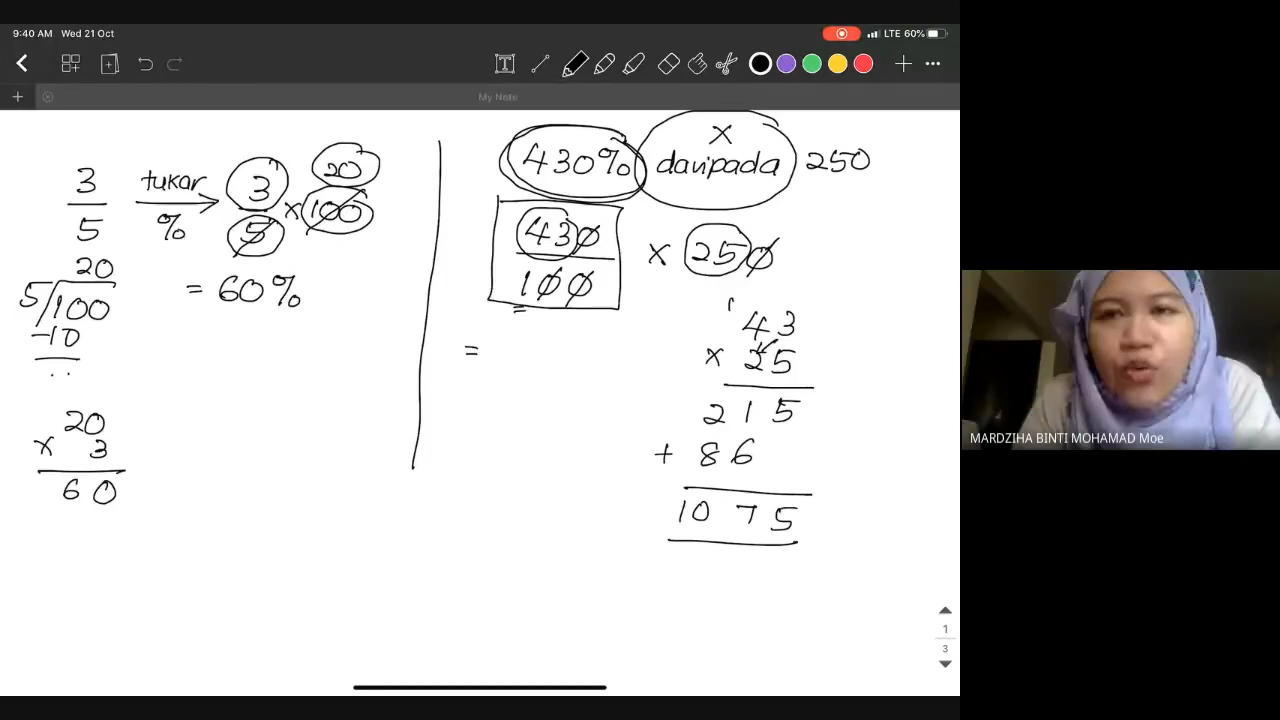 9:40 AM Wed 21 Oct
LTE 60%
T
My Note
3/5 tukar % 3/5 x 100 20
= 60%
20
5/100
-10
20
x 3
60
430% x daripada 250
430/100 x 250
=
1
43
x 25
215
+ 86
1075
1
3
MARDZIHA BINTI MOHAMAD Moe